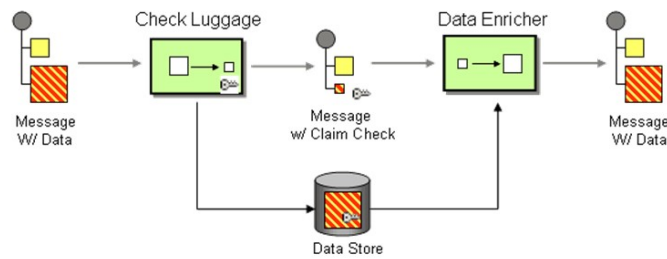 Check Luggage
Data Enricher
Message
W/ Data
Message
w/ Claim Check
Message
W/ Data
Data Store